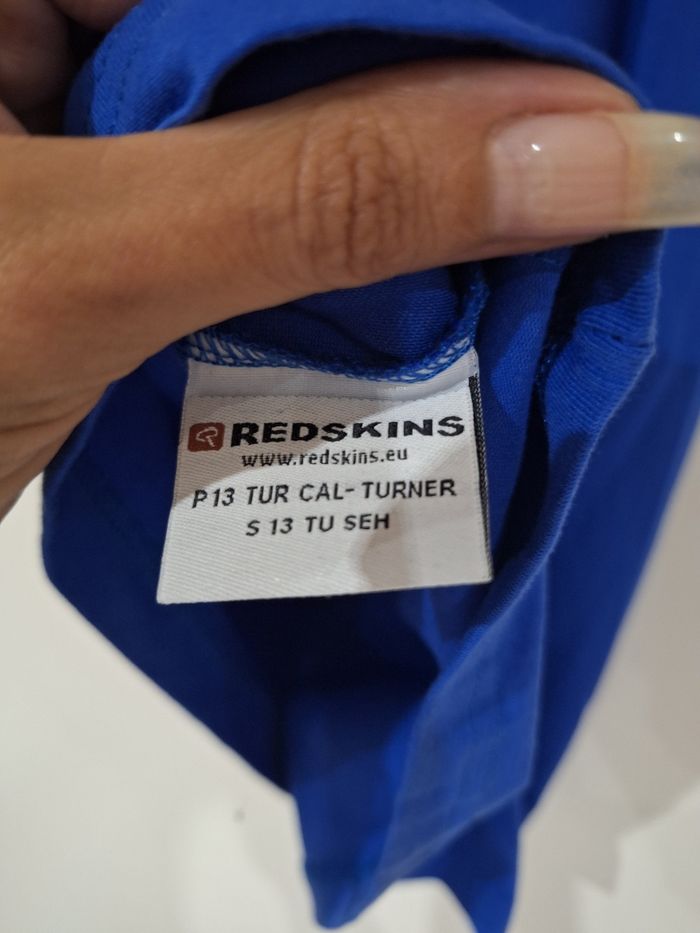 REDSKINS
www.redskins.eu
P13 TUR CAL-TURNER
S 13 TU SEH